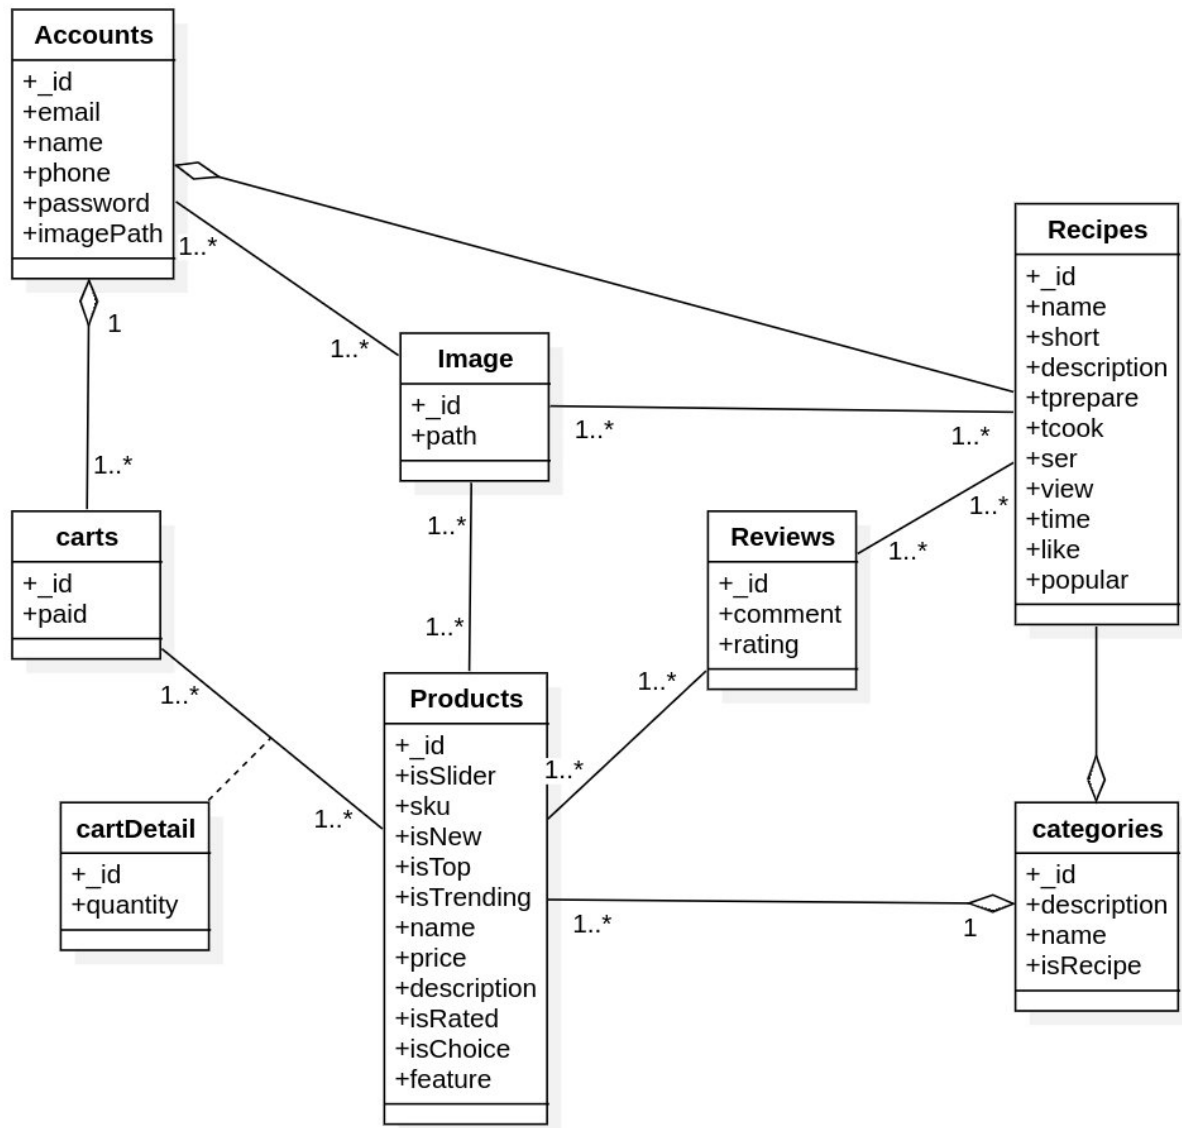 Accounts
+_id
+email
+name
+phone
+password
+imagePath
1..*
1
1..*
1..*
Image
+_id
+path
1..*
1..*
1..*
1..*
Recipes
+_id
+name
+short
+description
+tprepare
+tcook
+ser
+view
+time
+like
+popular
1..*
1..*
carts
+_id
+paid
1..*
1..*
cartDetail
+_id
+quantity
Reviews
+_id
+comment
+rating
1..*
1..*
Products
+_id
+isSlider
+sku
+isNew
+isTop
+isTrending
+name
+price
+description
+isRated
+isChoice
+feature
1..*
1
categories
+_id
+description
+name
+isRecipe